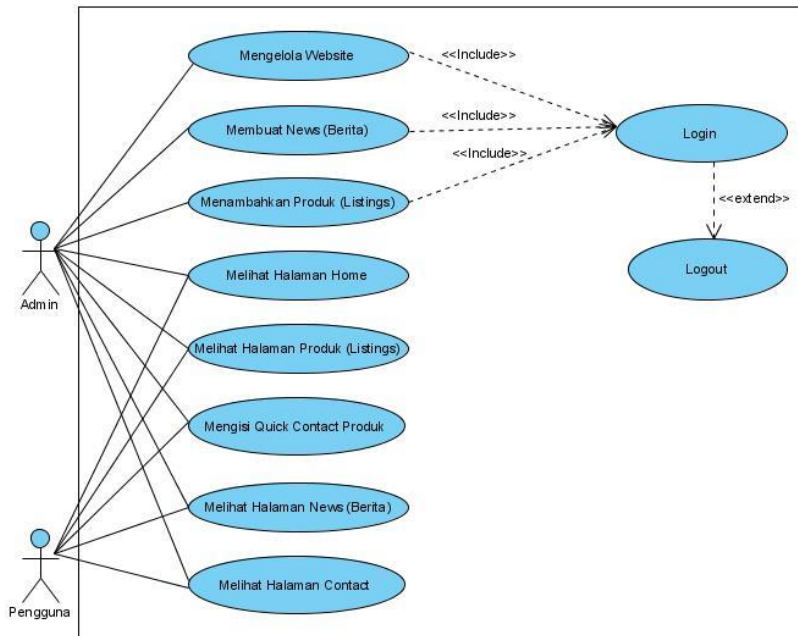 Mengelola Website
<<Include>>
Membuat News (Berita)
<<Include>>
Login
<<Include>>
Menambahkan Produk (Listings)
<<extend>>
Admin
Melihat Halaman Home
Logout
Melihat Halaman Produk (Listings)
Mengisi Quick Contact Produk
Melihat Halaman News (Berita)
Melihat Halaman Contact
Pengguna